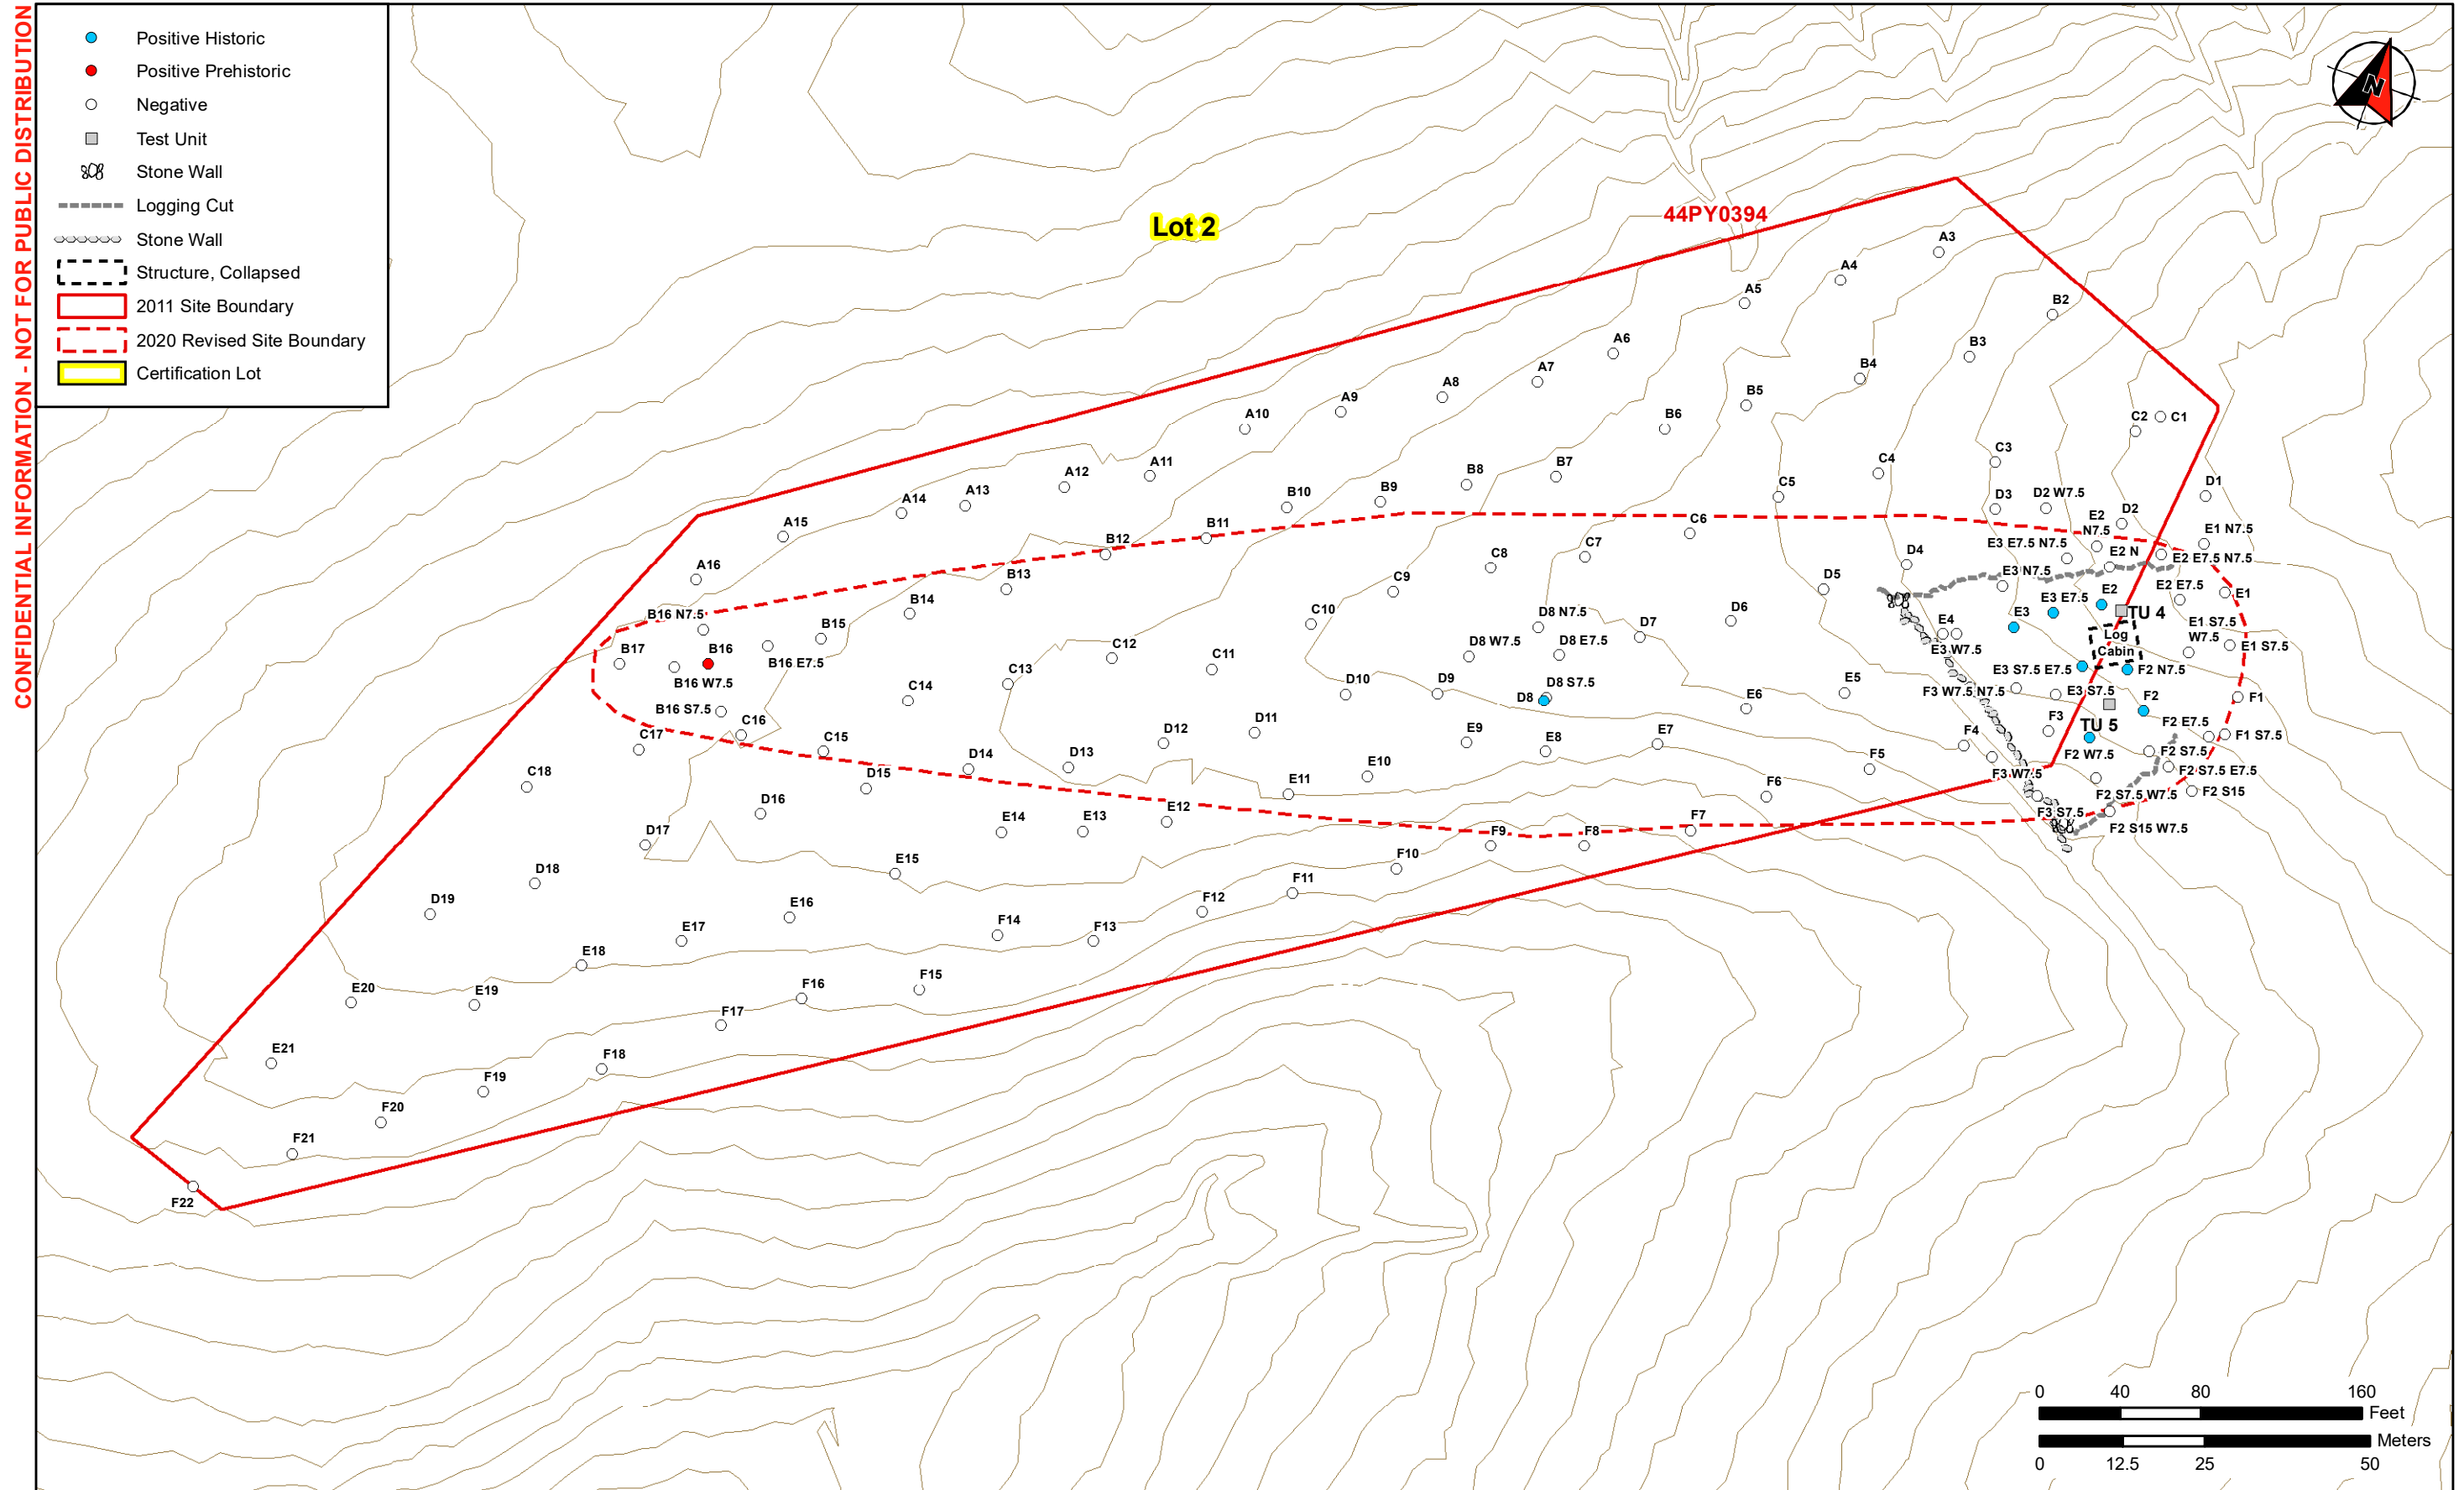 CONFIDENTIAL INFORMATION - NOT FOR PUBLIC DISTRIBUTION
Positive Historic
Positive Prehistoric
Negative
Test Unit
Stone Wall
Logging Cut
Stone Wall
Structure, Collapsed
2011 Site Boundary
2020 Revised Site Boundary
Certification Lot
N
Lot 2
44PY0394
A3
A4
A5
A6
A7
A8
A9
A10
A11
A12
A13
A14
A15
A16
B2
B3
B4
B5
B6
B7
B8
B9
B10
B11
B12
B13
B14
B15
B16 N7.5
B16
B16 E7.5
B16 W7.5
B16 S7.5
B17
C1
C2
C3
C4
C5
C6
C7
C8
C9
C10
C11
C12
C13
C14
C15
C16
C17
C18
D1
D2
D2 W7.5
D3
D4
D5
D6
D7
D8 N7.5
D8 E7.5
D8 W7.5
D8 S7.5
D8
D9
D10
D11
D12
D13
D14
D15
D16
D17
D18
D19
E1 N7.5
E2
N7.5
E2 N
E2 E7.5 N7.5
E3 E7.5 N7.5
E3 N7.5
E2 E7.5
E1
E2
E3 E7.5
E3
TU 4
E1 S7.5
W7.5
E1 S7.5
Log
Cabin
E4
E3 W7.5
E3 S7.5 E7.5
E3 S7.5
E5
E6
E7
E8
E9
E10
E11
E12
E13
E14
E15
E16
E17
E18
E19
E20
E21
F2 N7.5
F3 W7.5 N7.5
F1
F2
F2 E7.5
F1 S7.5
TU 5
F3
F4
F2 W7.5
F2 S7.5
F2 S7.5 E7.5
F3 W7.5
F2 S15
F2 S7.5 W7.5
F3 S7.5
F2 S15 W7.5
F5
F6
F7
F8
F9
F10
F11
F12
F13
F14
F15
F16
F17
F18
F19
F20
F21
F22
0 40 80 160
Feet
Meters
0 12.5 25 50